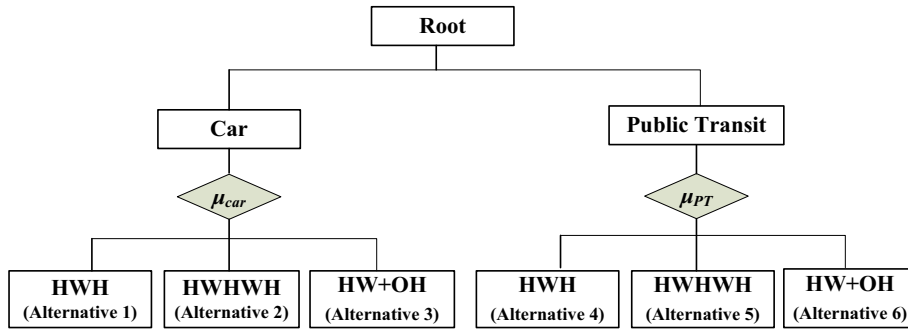 Root
Car
Public Transit
μcar
μPT
HWH
(Alternative 1)
HWHWH
(Alternative 2)
HW+OH
(Alternative 3)
HWH
(Alternative 4)
HWHWH
(Alternative 5)
HW+OH
(Alternative 6)